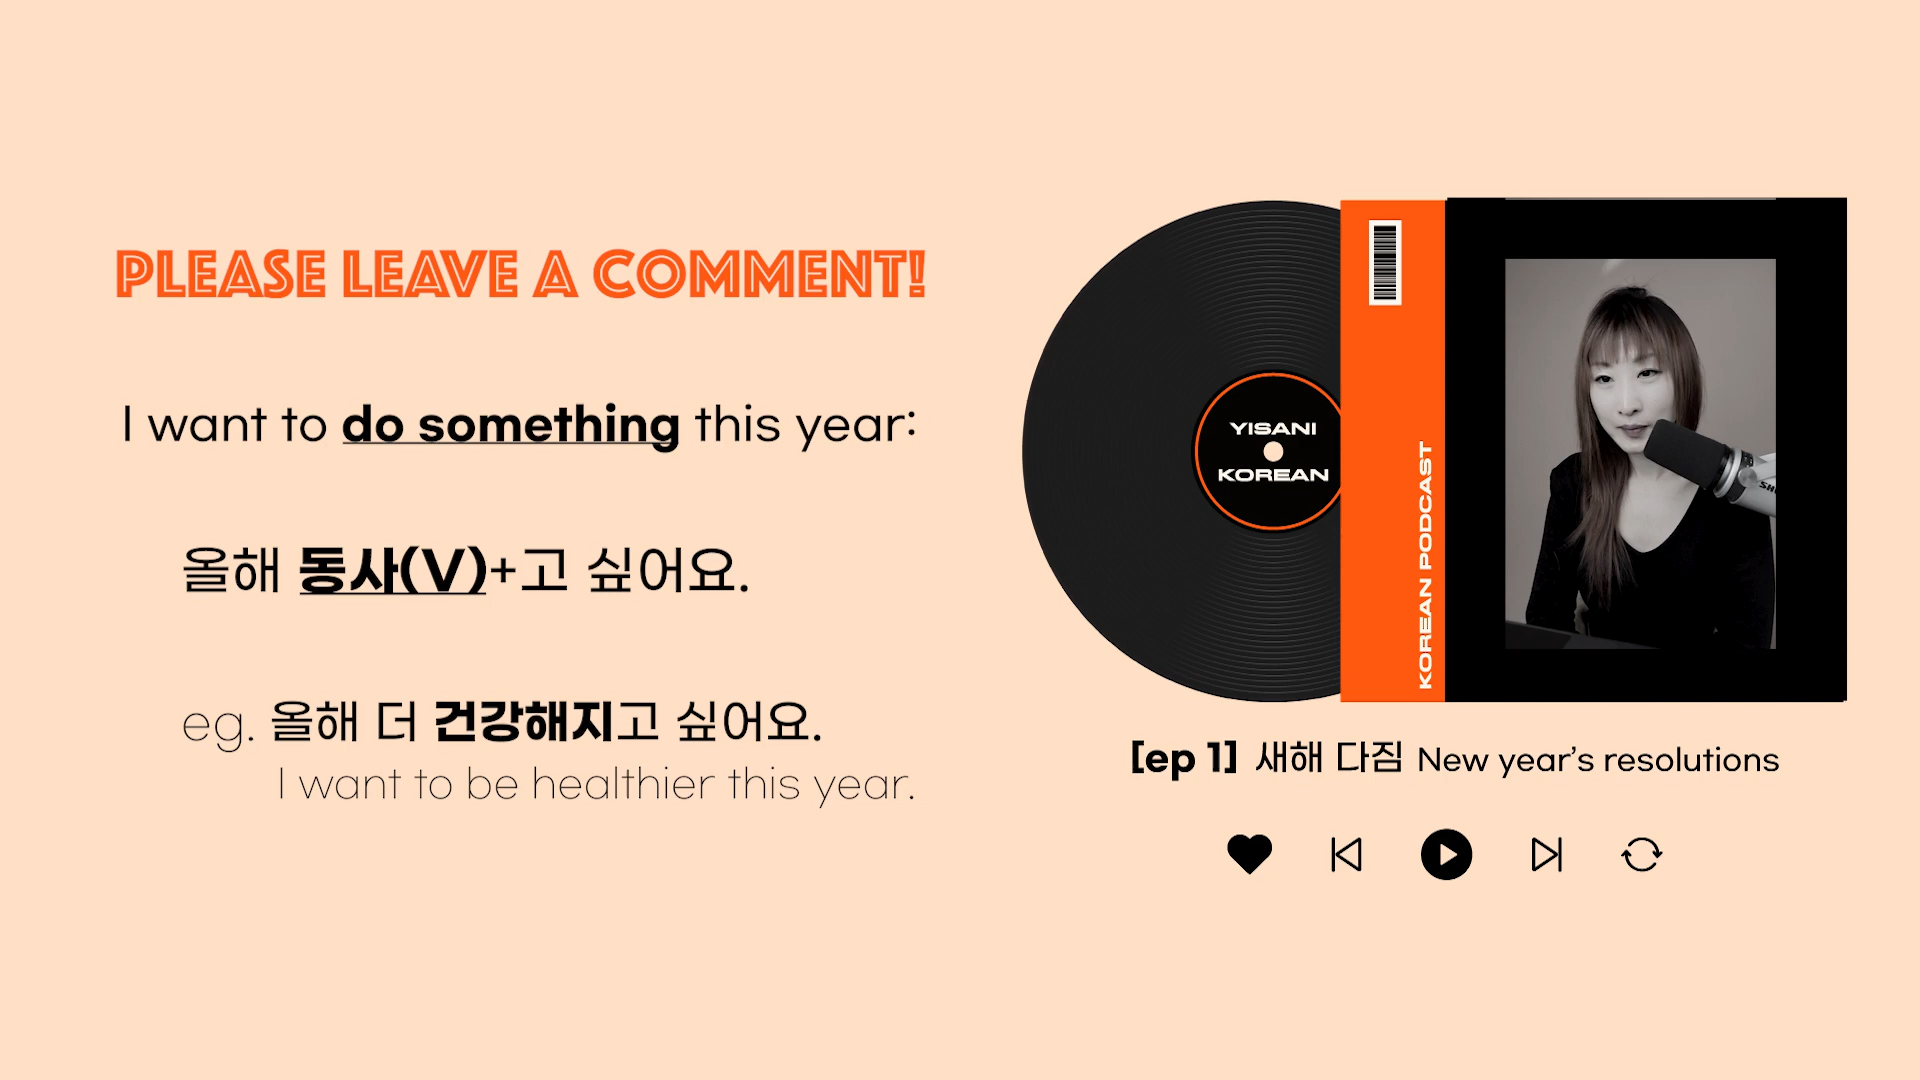 PLEASE LEAVE A COMMENT!
I want to do something this year:
올해 동사(V)+고 싶어요.
eg. 올해 더 건강해지고 싶어요.
I want to be healthier this year.
YISANI
KOREAN
KOREAN PODCAST
[ep 1] 새해 다짐 New year's resolutions